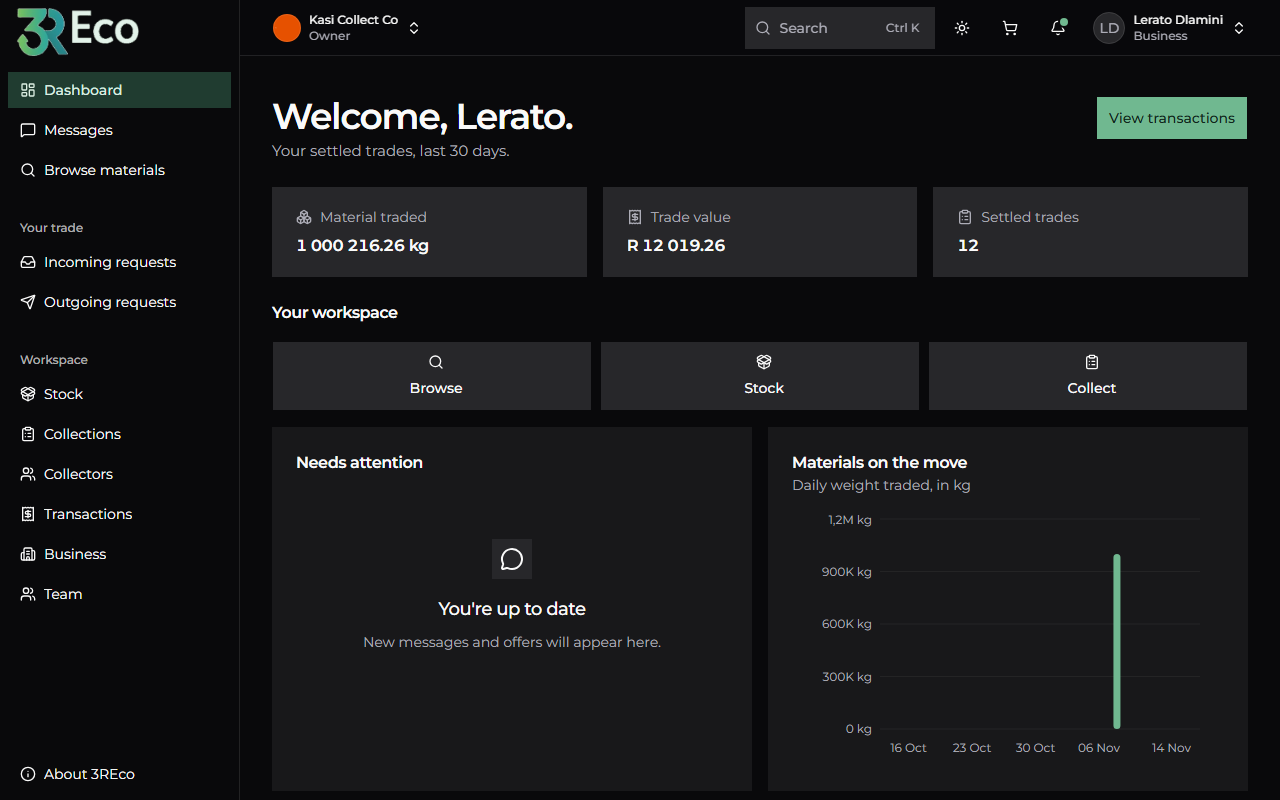 3REco
Kasi Collect Co
Owner
Search
Ctrl K
LD
Lerato Dlamini
Business
Dashboard
Messages
Browse materials
Your trade
Incoming requests
Outgoing requests
Workspace
Stock
Collections
Collectors
Transactions
Business
Team
About 3REco
Welcome, Lerato.
Your settled trades, last 30 days.
View transactions
Material traded
1 000 216.26 kg
Trade value
R 12 019.26
Settled trades
12
Your workspace
Browse
Stock
Collect
Needs attention
You're up to date
New messages and offers will appear here.
Materials on the move
Daily weight traded, in kg
1,2M kg
900K kg
600K kg
300K kg
0 kg
16 Oct
23 Oct
30 Oct
06 Nov
14 Nov